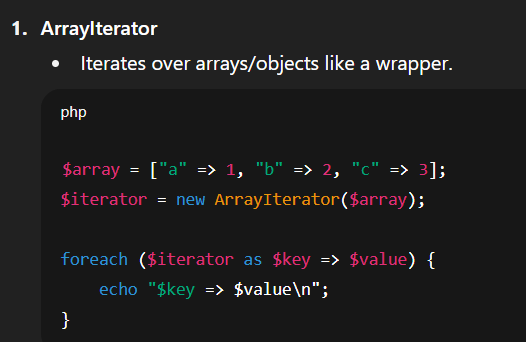 1. ArrayIterator
• Iterates over arrays/objects like a wrapper.
php
$array = ["a" => 1, "b" => 2, "c" => 3];
$iterator = new ArrayIterator($array);
foreach ($iterator as $key => $value) {
    echo "$key => $value\n";
}